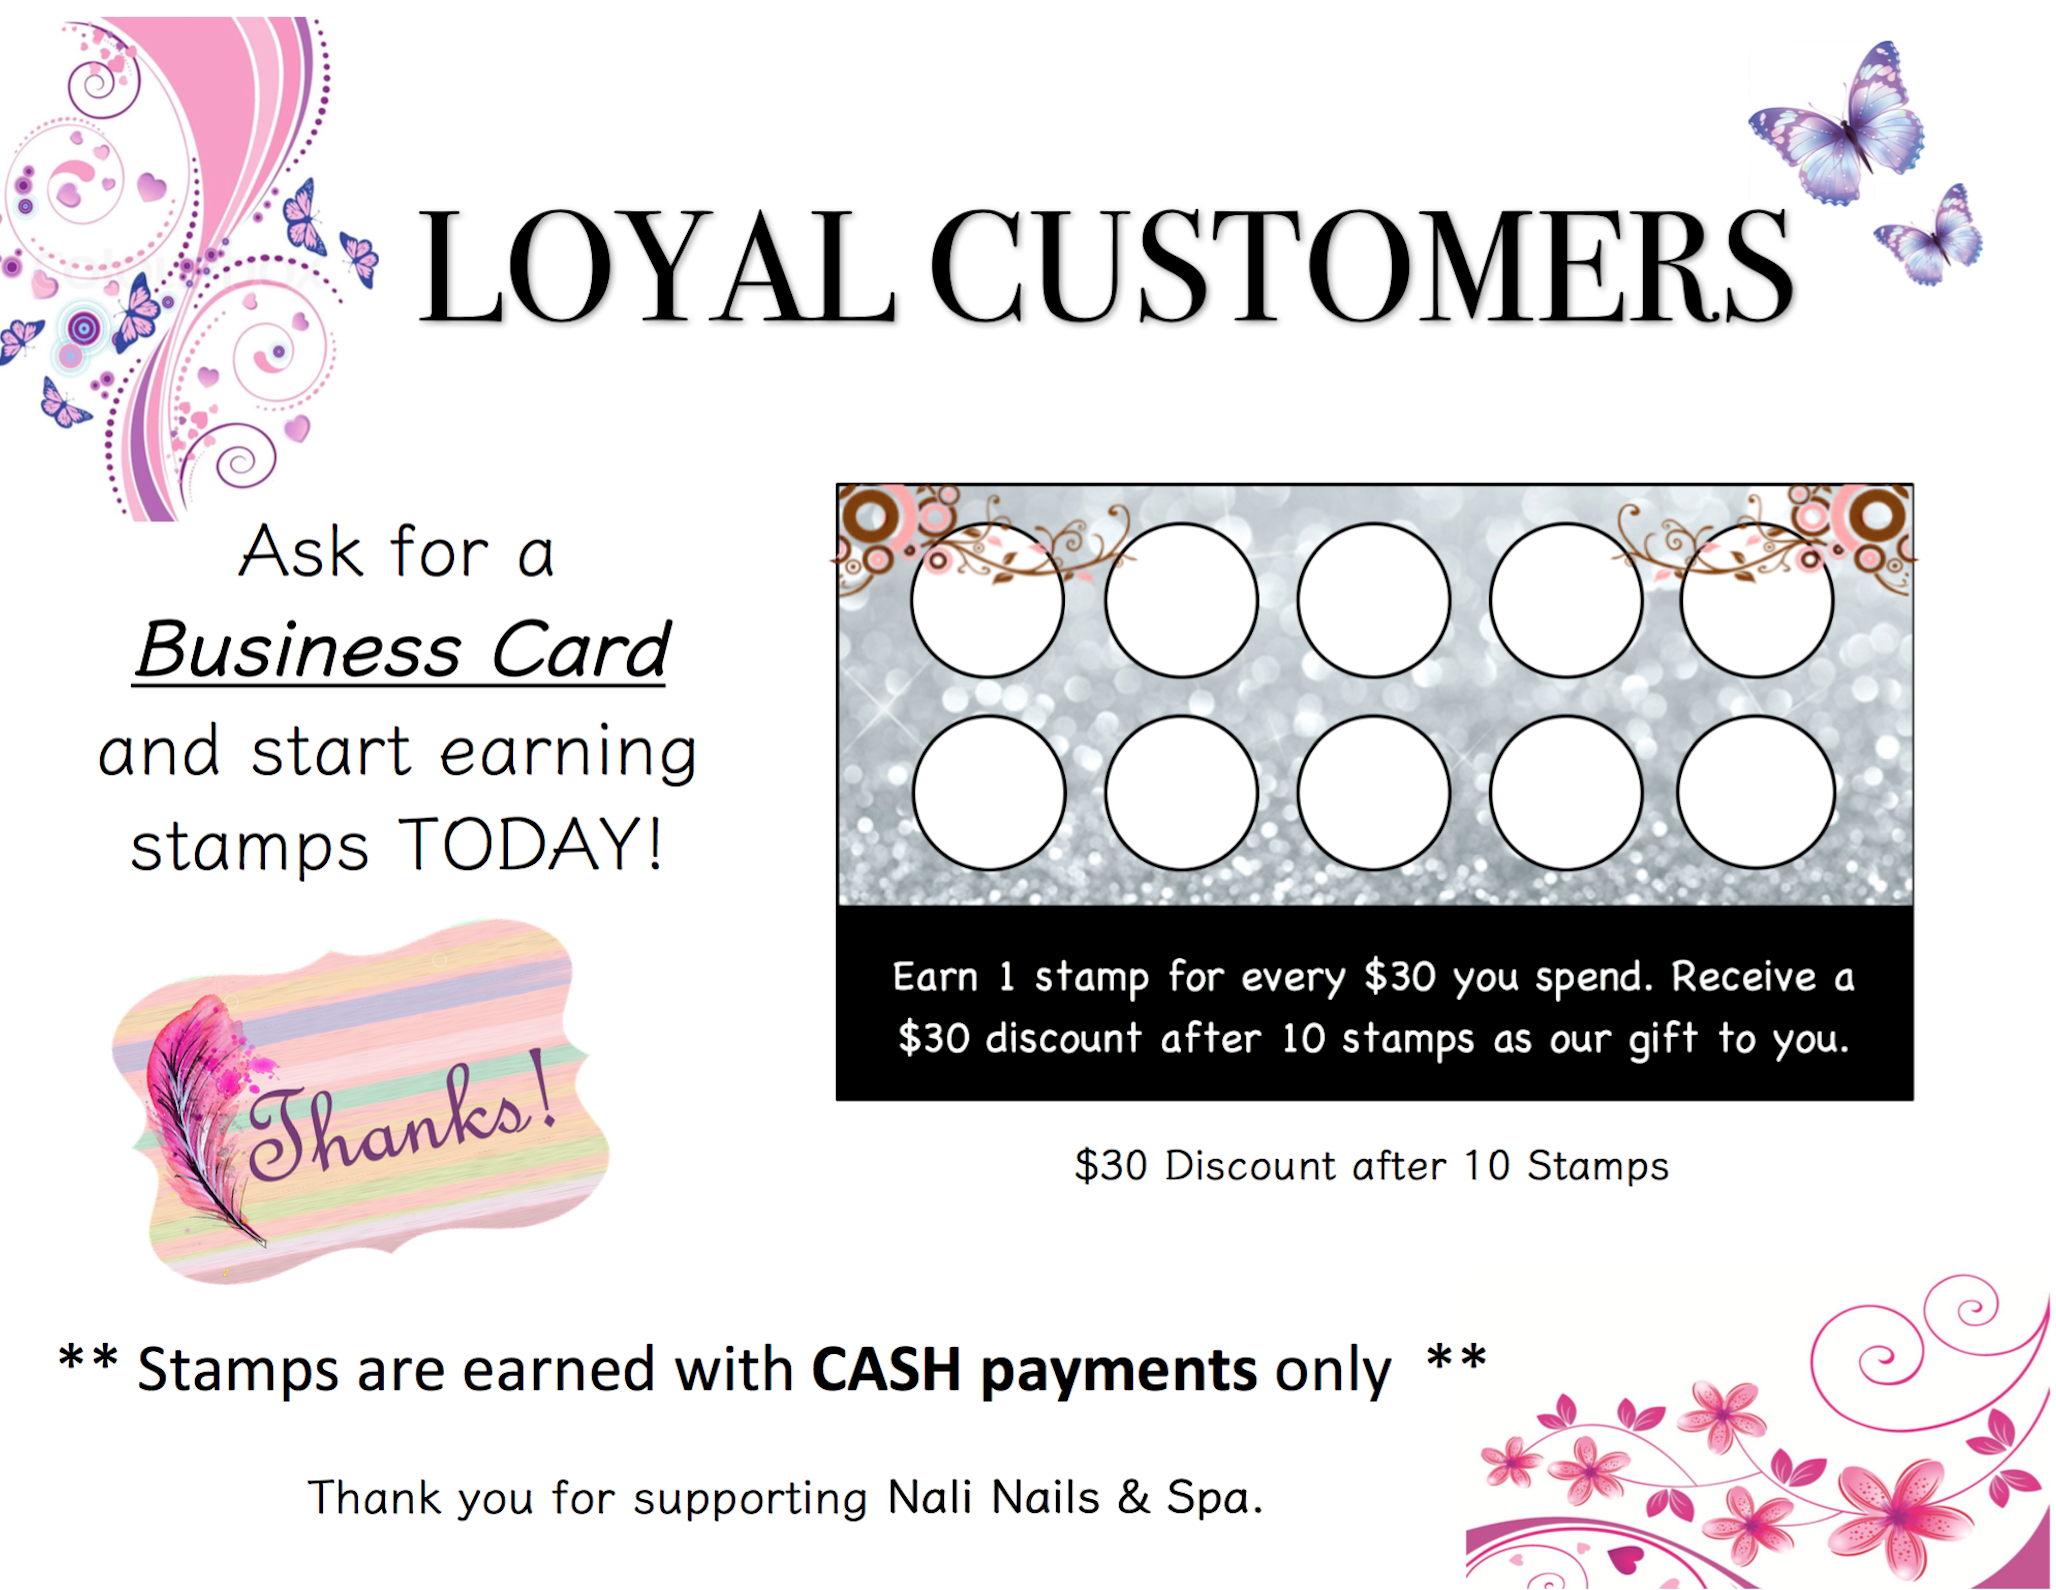 LOYAL CUSTOMERS
Ask for a
Business Card
and start earning
stamps TODAY!
Earn 1 stamp for every $30 you spend. Receive a
$30 discount after 10 stamps as our gift to you.
$30 Discount after 10 Stamps
Thanks!
** Stamps are earned with CASH payments only **
Thank you for supporting Nali Nails & Spa.